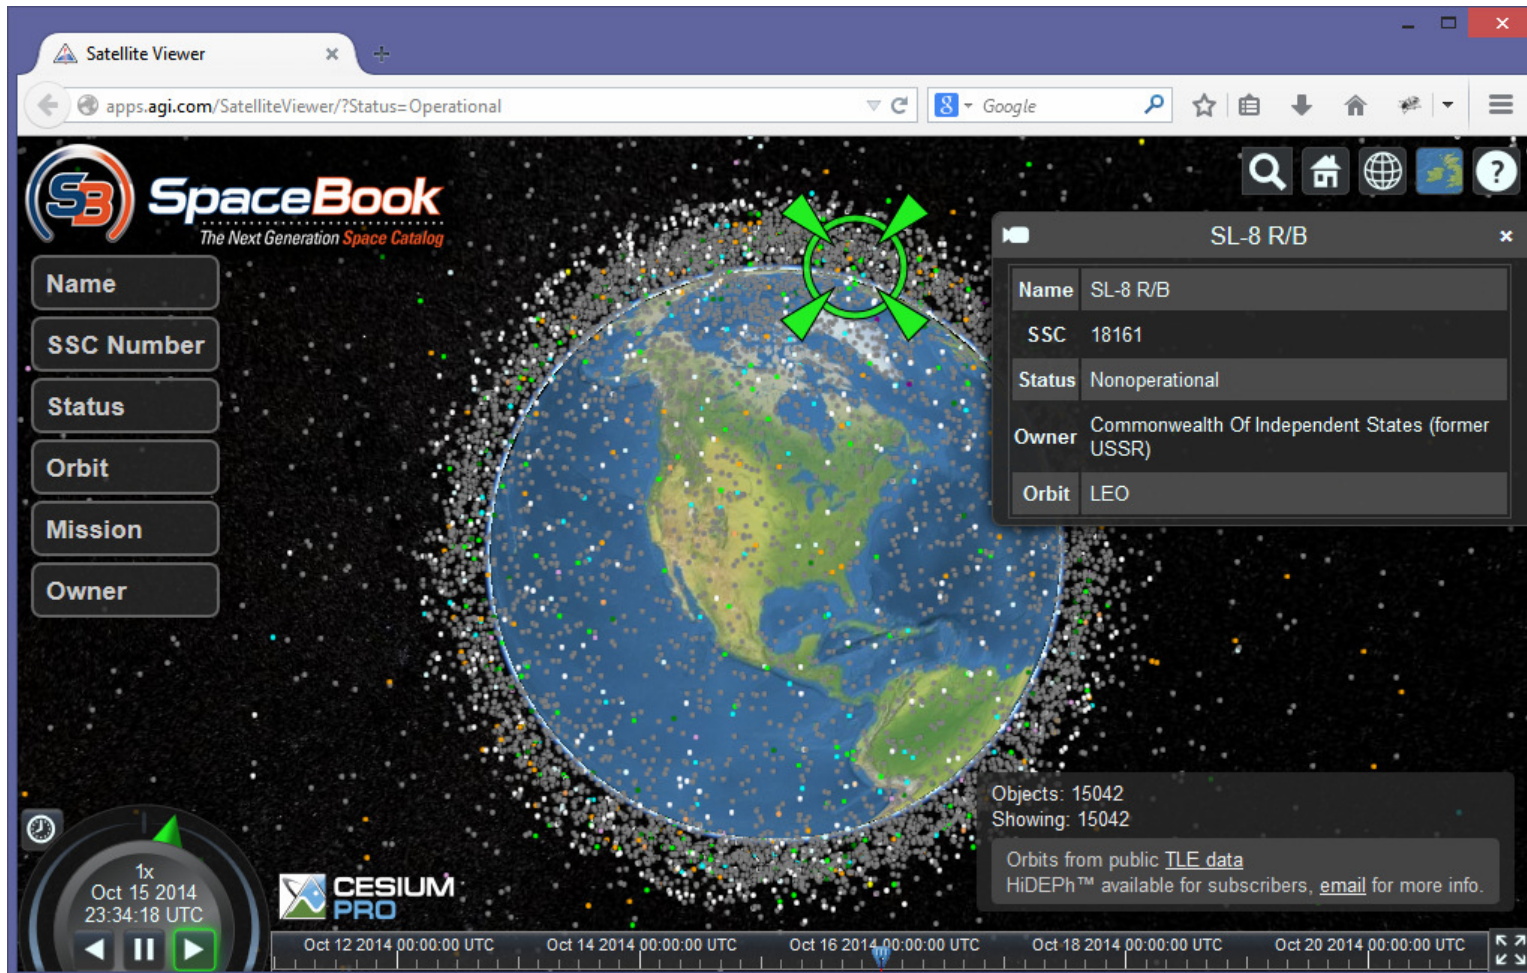 Satellite Viewer
apps.agi.com/SatelliteViewer/?Status=Operational
8
Google
SB
SpaceBook
The Next Generation Space Catalog
?
Name
SSC Number
Status
Orbit
Mission
Owner
SL-8 R/B
Name SL-8 R/B
SSC 18161
Status Nonoperational
Owner Commonwealth Of Independent States (former
USSR)
Orbit LEO
Objects: 15042
Showing: 15042
Orbits from public TLE data
HiDEPh™ available for subscribers, email for more info.
1x
Oct 15 2014
23:34:18 UTC
CESIUM
PRO
Oct 12 2014 00:00:00 UTC
Oct 14 2014 00:00:00 UTC
Oct 16 2014 00:00:00 UTC
Oct 18 2014 00:00:00 UTC
Oct 20 2014 00:00:00 UTC